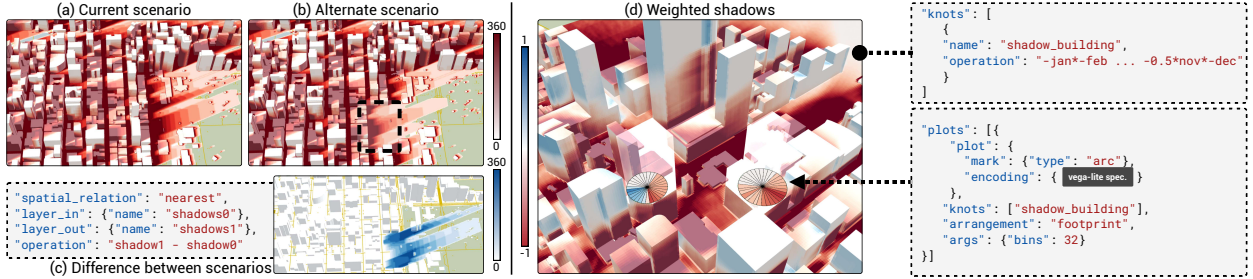 (a) Current scenario
(b) Alternate scenario
360
0
360
0
"spatial_relation": "nearest",
"layer_in": {"name": "shadows0"},
"layer_out": {"name": "shadows1"},
"operation": "shadow1 - shadow0"
(c) Difference between scenarios
(d) Weighted shadows
1
-1
"knots": [
{
"name": "shadow_building",
"operation": "-jan*-feb ... -0.5*nov*-dec"
}
]
"plots": [{
"plot": {
"mark": {"type": "arc"},
"encoding": { vega-lite spec. }
},
"knots": ["shadow_building"],
"arrangement": "footprint",
"args": {"bins": 32}
}]